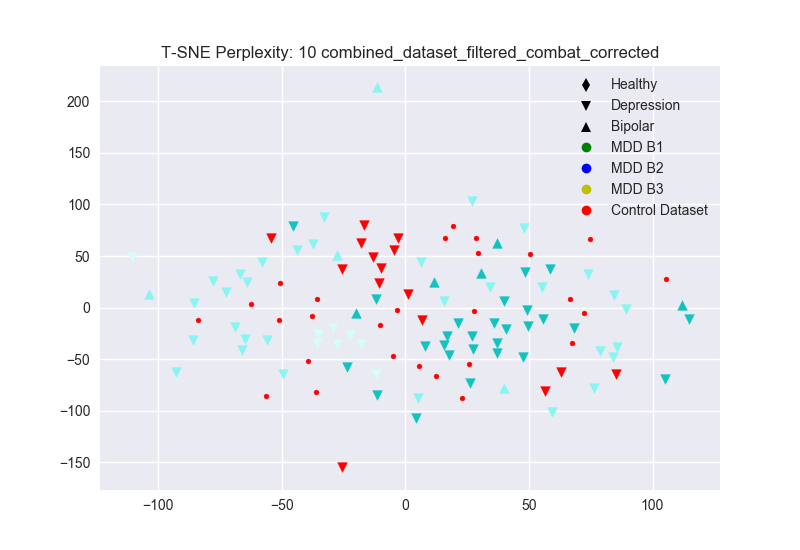 T-SNE Perplexity: 10 combined_dataset_filtered_combat_corrected
Healthy
Depression
Bipolar
MDD B1
MDD B2
MDD B3
Control Dataset
200
150
100
50
0
−50
−100
−150
−100
−50
0
50
100